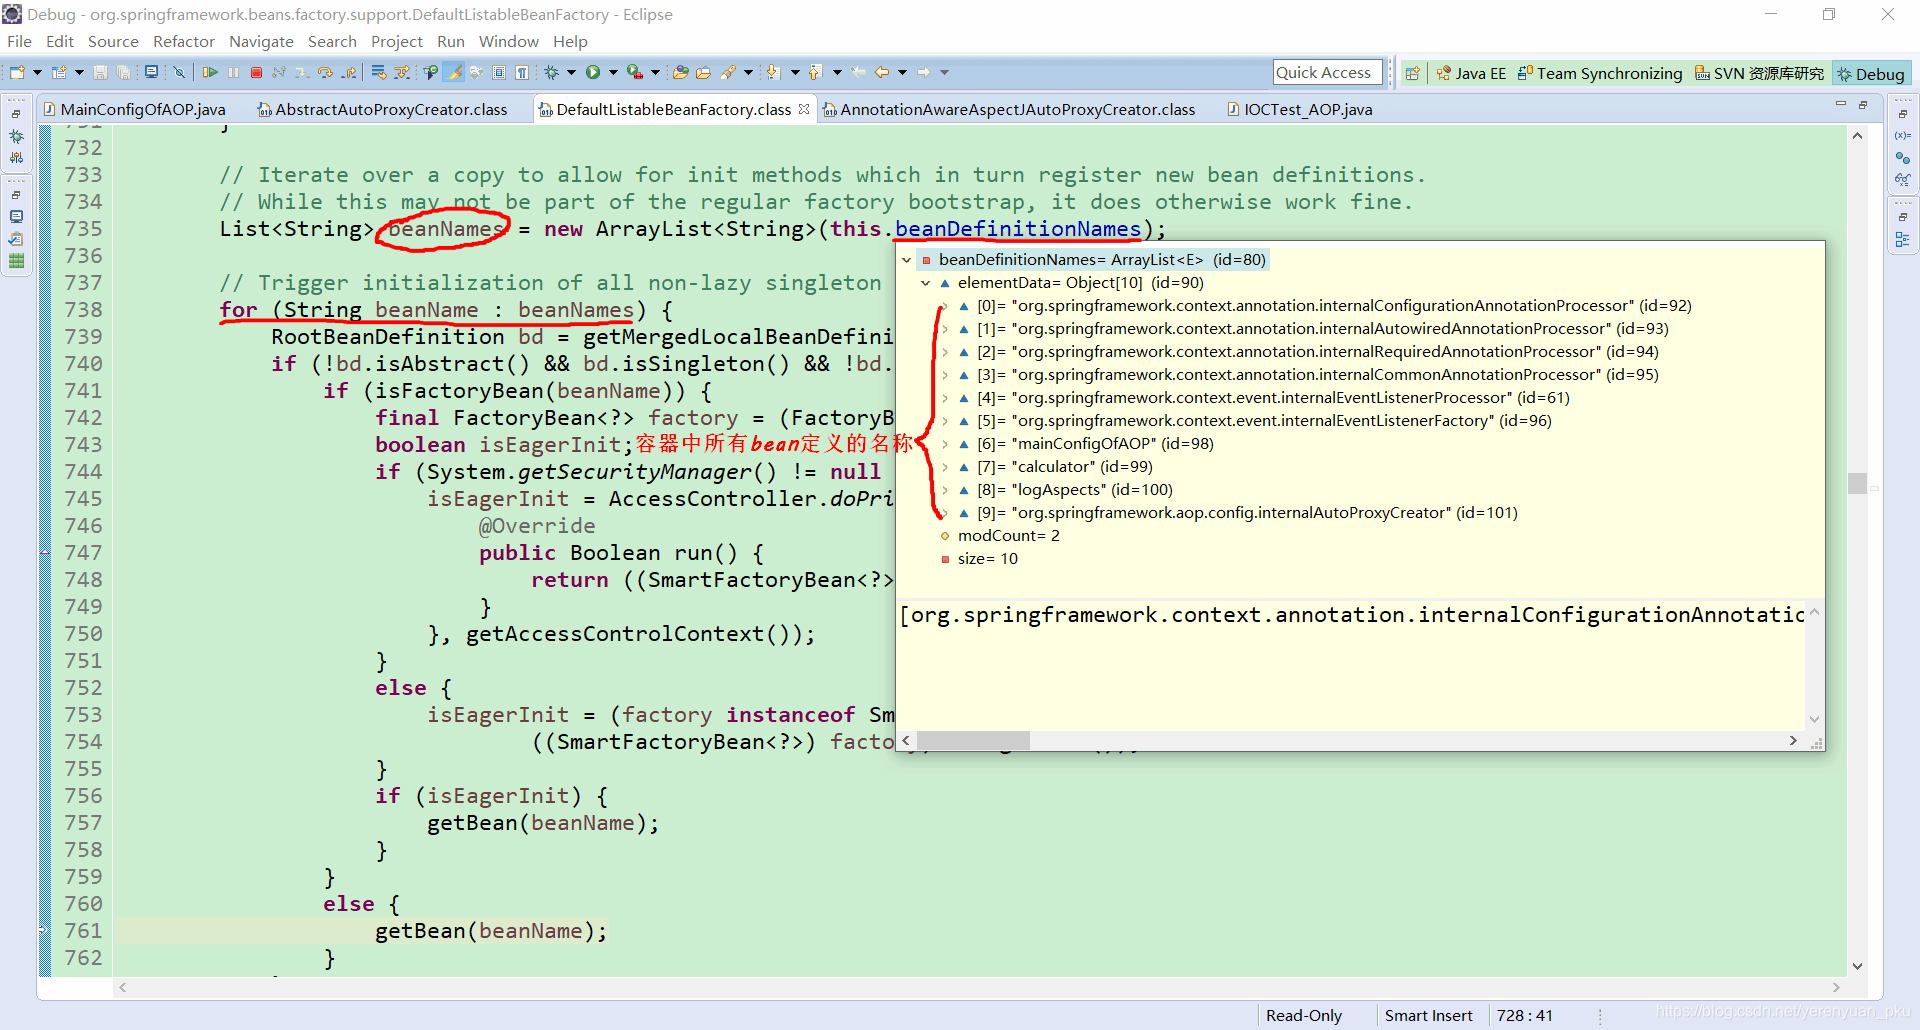 Debug - org.springframework.beans.factory.support.DefaultListableBeanFactory - Eclipse
File Edit Source Refactor Navigate Search Project Run Window Help
Quick Access
Java EE
Team Synchronizing
SVN 资源库研究
Debug
MainConfigOfAOP.java
AbstractAutoProxyCreator.class
DefaultListableBeanFactory.class
AnnotationAwareAspectJAutoProxyCreator.class
IOCTest_AOP.java
731 }
732
733 // Iterate over a copy to allow for init methods which in turn register new bean definitions.
734 // While this may not be part of the regular factory bootstrap, it does otherwise work fine.
735 List<String> beanNames = new ArrayList<String>(this.beanDefinitionNames);
736
737 // Trigger initialization of all non-lazy singleton
738 for (String beanName : beanNames) {
739 RootBeanDefinition bd = getMergedLocalBeanDefini
740 if (!bd.isAbstract() && bd.isSingleton() && !bd.
741 if (isFactoryBean(beanName)) {
742 final FactoryBean<?> factory = (FactoryB
743 boolean isEagerInit;容器中所有bean定义的名称
744 if (System.getSecurityManager() != null
745 isEagerInit = AccessController.doPri
746 @Override
747 public Boolean run() {
748 return ((SmartFactoryBean<?>
749 }
750 }, getAccessControlContext());
751 }
752 else {
753 isEagerInit = (factory instanceof Sm
754 ((SmartFactoryBean<?>) facto
755 }
756 if (isEagerInit) {
757 getBean(beanName);
758 }
759 }
760 else {
761 getBean(beanName);
762 }
beanDefinitionNames= ArrayList<E> (id=80)
elementData= Object[10] (id=90)
[0]= "org.springframework.context.annotation.internalConfigurationAnnotationProcessor" (id=92)
[1]= "org.springframework.context.annotation.internalAutowiredAnnotationProcessor" (id=93)
[2]= "org.springframework.context.annotation.internalRequiredAnnotationProcessor" (id=94)
[3]= "org.springframework.context.annotation.internalCommonAnnotationProcessor" (id=95)
[4]= "org.springframework.context.event.internalEventListenerProcessor" (id=61)
[5]= "org.springframework.context.event.internalEventListenerFactory" (id=96)
[6]= "mainConfigOfAOP" (id=98)
[7]= "calculator" (id=99)
[8]= "logAspects" (id=100)
[9]= "org.springframework.aop.config.internalAutoProxyCreator" (id=101)
modCount= 2
size= 10
[org.springframework.context.annotation.internalConfigurationAnnotatio
Read-Only
Smart Insert
728 : 41
https://blog.csdn.net/yerenyuan_pku